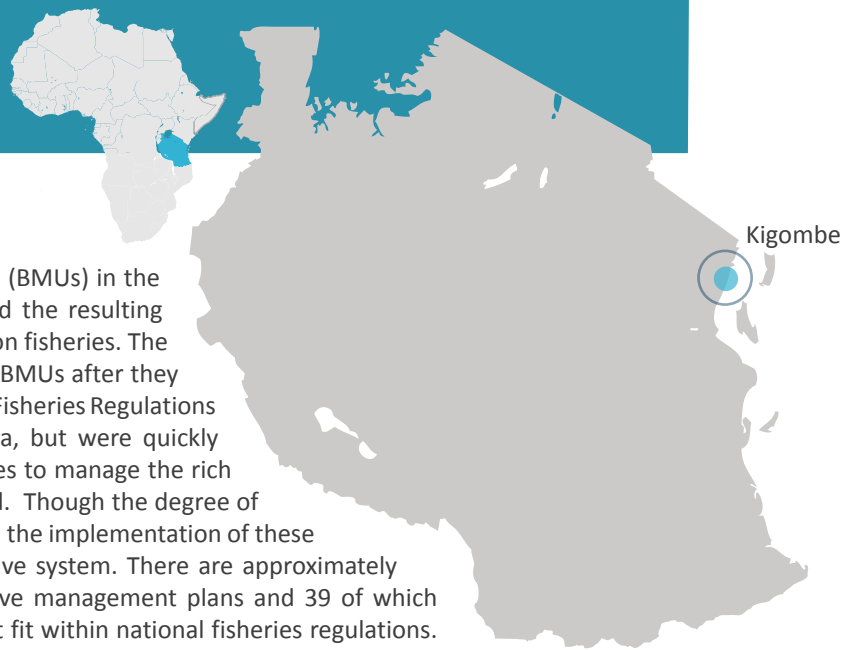 Kigombe
(BMUs) in the
d the resulting
on fisheries. The
BMUs after they
Fisheries Regulations
a, but were quickly
es to manage the rich
d. Though the degree of
the implementation of these
ve system. There are approximately
ve management plans and 39 of which
t fit within national fisheries regulations.